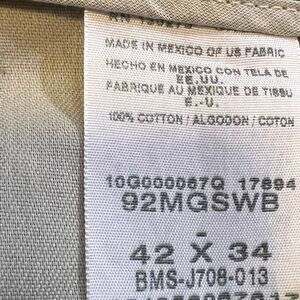 MADE IN MEXICO OF US FABRIC
HECHO EN MEXICO CON TELA DE
EE.UU.
FABRIQUE AU MEXIQUE DE TISSU
E.-U.
100% COTTON / ALGODON / COTON
10G000067Q 17694
92MGSWB
-
42 X 34
BMS-J708-013